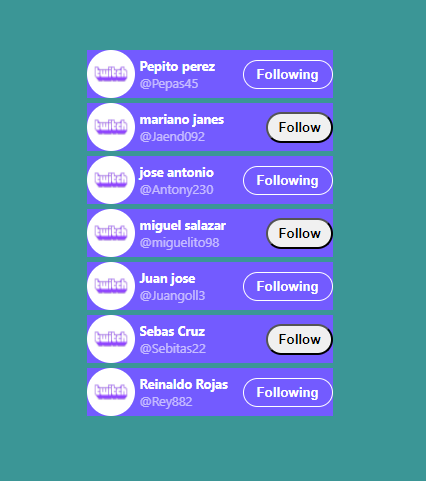 twitch
Pepito perez
@Pepas45
Following
twitch
mariano janes
@Jaend092
Follow
twitch
jose antonio
@Antony230
Following
twitch
miguel salazar
@miguelito98
Follow
twitch
Juan jose
@Juangoll3
Following
twitch
Sebas Cruz
@Sebitas22
Follow
twitch
Reinaldo Rojas
@Rey882
Following